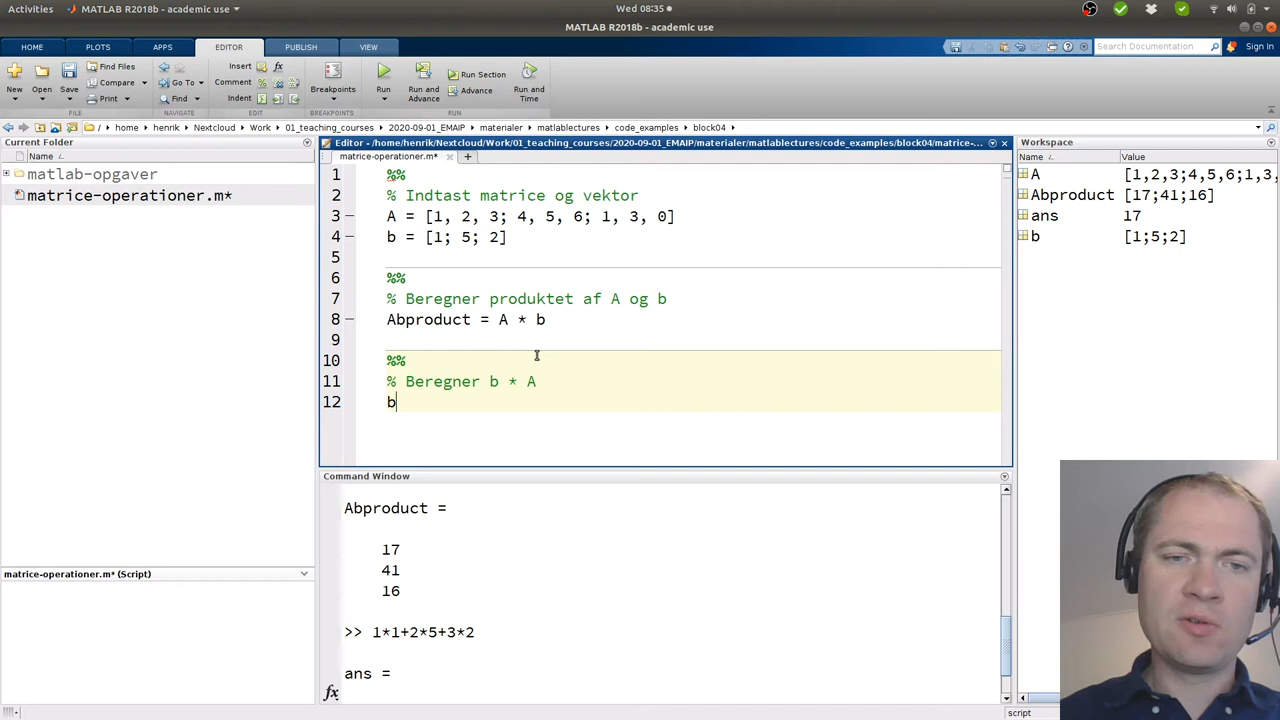 Activities MATLAB R2018b - academic use Wed 08:35
MATLAB R2018b - academic use
HOME PLOTS APPS EDITOR PUBLISH VIEW Search Documentation Sign In
New Open Save Find Files Compare Print Go To Find Insert fx Comment Indent Breakpoints Run Run and Advance Run Section Advance Run and Time
FILE NAVIGATE EDIT BREAKPOINTS RUN
/ home henrik Nextcloud Work 01_teaching_courses 2020-09-01_EMAIP materialer matlablectures code_examples block04
Current Folder
Name
matlab-opgaver
matrice-operationer.m*
matrice-operationer.m* (Script)
Editor - /home/henrik/Nextcloud/Work/01_teaching_courses/2020-09-01_EMAIP/materialer/matlablectures/code_examples/block04/matrice-...
matrice-operationer.m* +
1 %%
2 % Indtast matrice og vektor
3 – A = [1, 2, 3; 4, 5, 6; 1, 3, 0]
4 – b = [1; 5; 2]
5
6 %%
7 % Beregner produktet af A og b
8 – Abproduct = A * b
9
10 %%
11 % Beregner b * A
12 b
Command Window
Abproduct =
17
41
16
>> 1*1+2*5+3*2
ans =
fx
Workspace
Name Value
A [1,2,3;4,5,6;1,3,
Abproduct [17;41;16]
ans 17
b [1;5;2]
script